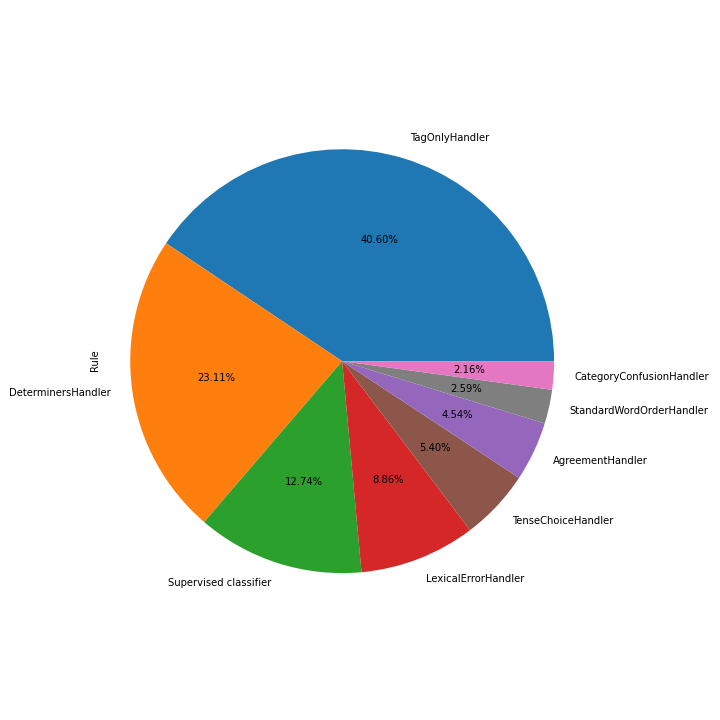 TagOnlyHandler
40.60%
Rule
23.11%
DeterminersHandler
2.16%
CategoryConfusionHandler
2.59%
StandardWordOrderHandler
4.54%
AgreementHandler
5.40%
TenseChoiceHandler
8.86%
LexicalErrorHandler
12.74%
Supervised classifier